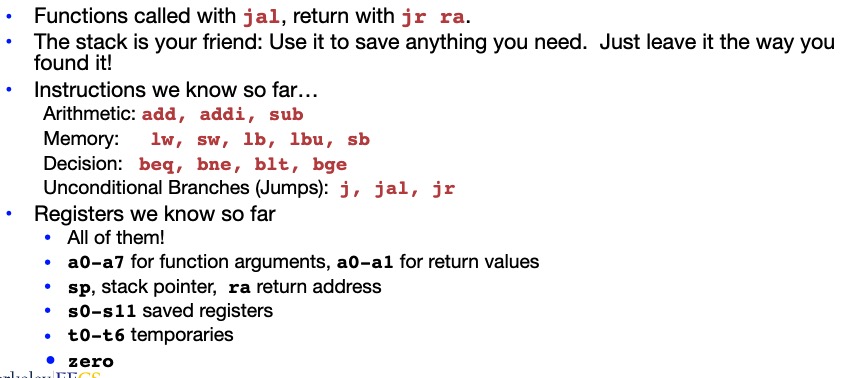 • Functions called with jal, return with jr ra.
• The stack is your friend: Use it to save anything you need. Just leave it the way you
found it!
• Instructions we know so far…
Arithmetic: add, addi, sub
Memory: lw, sw, lb, lbu, sb
Decision: beq, bne, blt, bge
Unconditional Branches (Jumps): j, jal, jr
• Registers we know so far
• All of them!
• a0-a7 for function arguments, a0-a1 for return values
• sp, stack pointer, ra return address
• s0-s11 saved registers
• t0-t6 temporaries
• zero